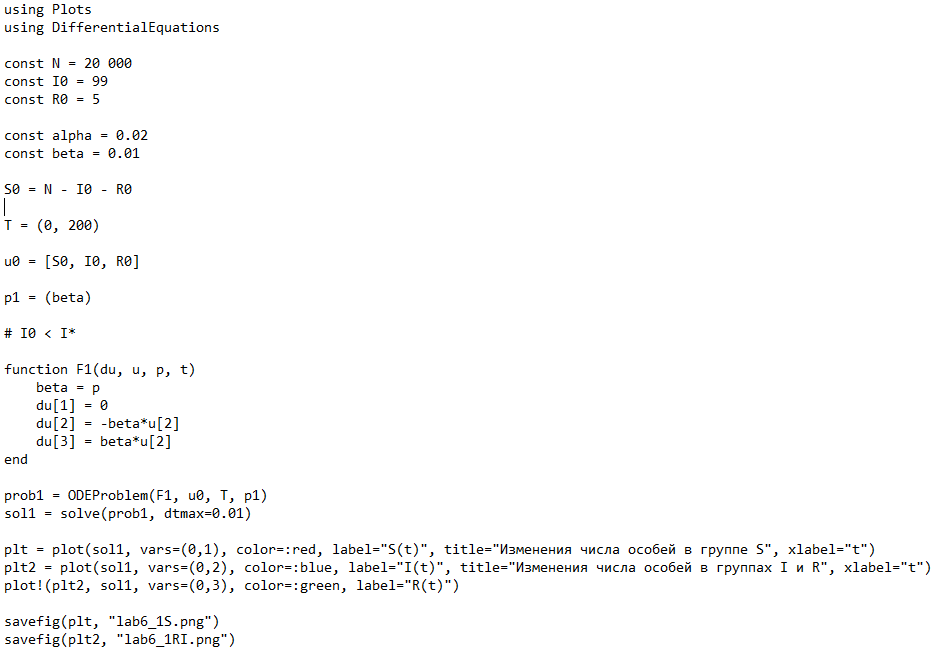 using Plots
using DifferentialEquations
const N = 20 000
const I0 = 99
const R0 = 5
const alpha = 0.02
const beta = 0.01
S0 = N - I0 - R0
T = (0, 200)
u0 = [S0, I0, R0]
p1 = (beta)
# I0 < I*
function F1(du, u, p, t)
    beta = p
    du[1] = 0
    du[2] = -beta*u[2]
    du[3] = beta*u[2]
end
prob1 = ODEProblem(F1, u0, T, p1)
sol1 = solve(prob1, dtmax=0.01)
plt = plot(sol1, vars=(0,1), color=:red, label="S(t)", title="Изменения числа особей в группе S", xlabel="t")
plt2 = plot(sol1, vars=(0,2), color=:blue, label="I(t)", title="Изменения числа особей в группах I и R", xlabel="t")
plot!(plt2, sol1, vars=(0,3), color=:green, label="R(t)")
savefig(plt, "lab6_1S.png")
savefig(plt2, "lab6_1RI.png")